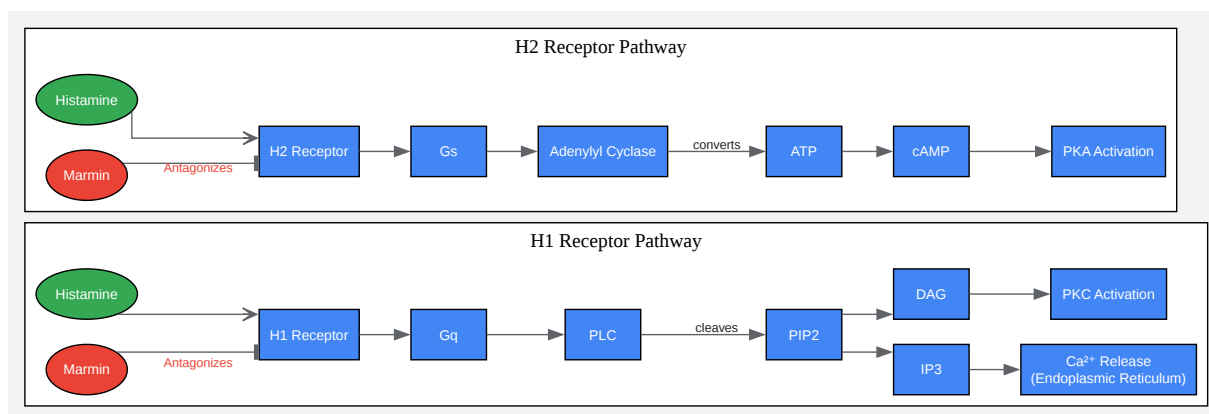 H2 Receptor Pathway
Histamine
Marmin
Antagonizes
H2 Receptor
Gs
Adenylyl Cyclase
converts
ATP
cAMP
PKA Activation
H1 Receptor Pathway
Histamine
Marmin
Antagonizes
H1 Receptor
Gq
PLC
cleaves
PIP2
DAG
PKC Activation
IP3
Ca²⁺ Release
(Endoplasmic Reticulum)